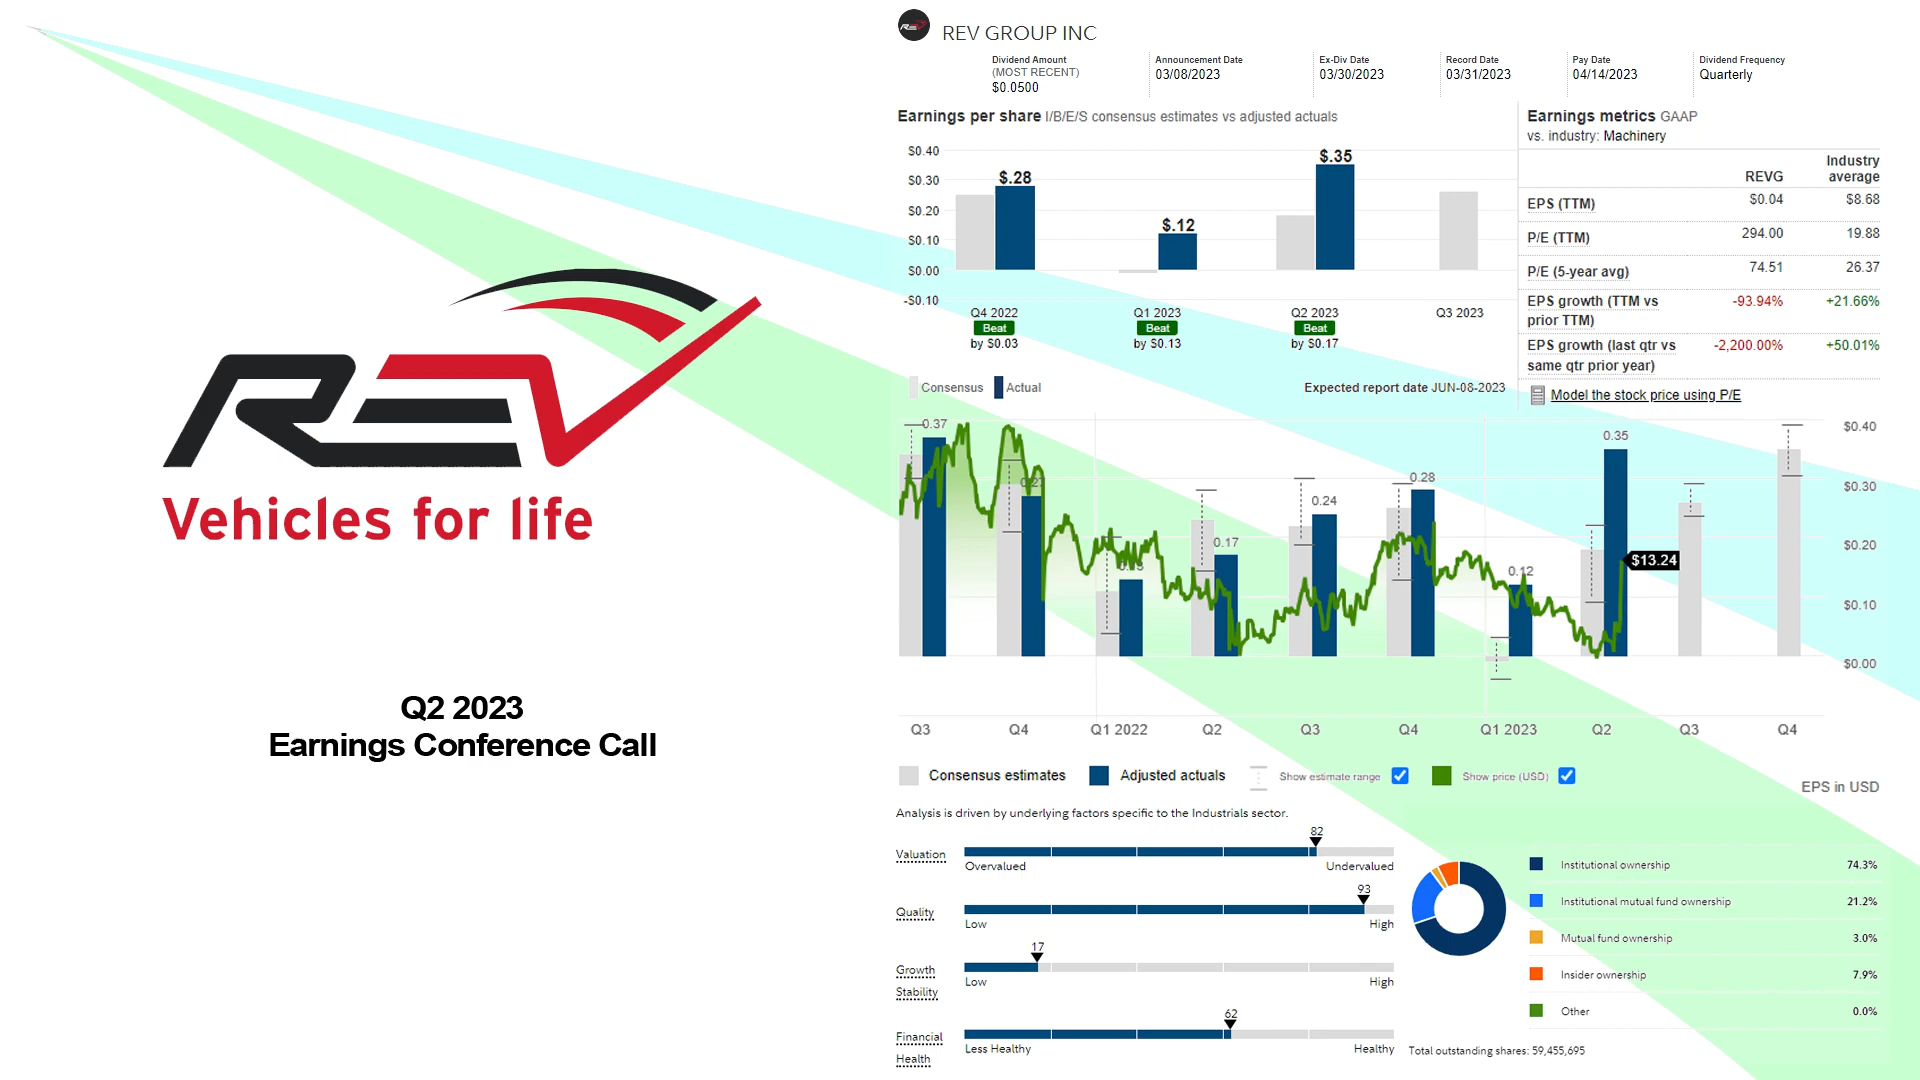 REV
Vehicles for life
Q2 2023
Earnings Conference Call
REV
REV GROUP INC
Dividend Amount
(MOST RECENT)
$0.0500
Announcement Date
03/08/2023
Ex-Div Date
03/30/2023
Record Date
03/31/2023
Pay Date
04/14/2023
Dividend Frequency
Quarterly
Earnings per share I/B/E/S consensus estimates vs adjusted actuals
$0.40
$0.30
$0.20
$0.10
$0.00
-$0.10
$.28
$.12
$.35
Q4 2022
Beat
by $0.03
Q1 2023
Beat
by $0.13
Q2 2023
Beat
by $0.17
Q3 2023
Consensus
Actual
Expected report date JUN-08-2023
Earnings metrics GAAP
vs. industry: Machinery
REVG
Industry average
EPS (TTM) $0.04 $8.68
P/E (TTM) 294.00 19.88
P/E (5-year avg) 74.51 26.37
EPS growth (TTM vs prior TTM) -93.94% +21.66%
EPS growth (last qtr vs same qtr prior year) -2,200.00% +50.01%
Model the stock price using P/E
0.37
0.17
0.24
0.28
0.12
0.35
$13.24
$0.40
$0.30
$0.20
$0.10
$0.00
Q3
Q4
Q1 2022
Q2
Q3
Q4
Q1 2023
Q2
Q3
Q4
Consensus estimates
Adjusted actuals
Show estimate range
Show price (USD)
EPS in USD
Analysis is driven by underlying factors specific to the Industrials sector.
Valuation
82
Overvalued
Undervalued
Quality
93
Low
High
Growth Stability
17
Low
High
Financial Health
62
Less Healthy
Healthy
Institutional ownership 74.3%
Institutional mutual fund ownership 21.2%
Mutual fund ownership 3.0%
Insider ownership 7.9%
Other 0.0%
Total outstanding shares: 59,455,695